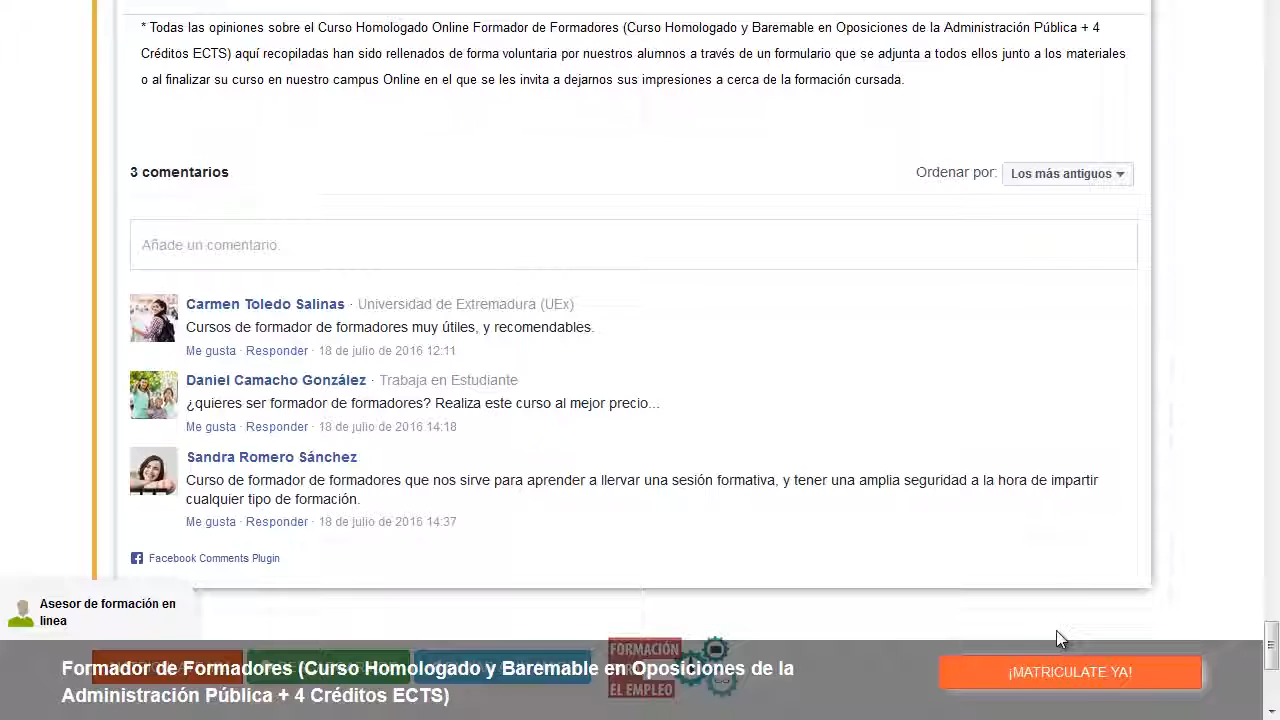 * Todas las opiniones sobre el Curso Homologado Online Formador de Formadores (Curso Homologado y Baremable en Oposiciones de la Administración Pública + 4
Créditos ECTS) aquí recopiladas han sido rellenados de forma voluntaria por nuestros alumnos a través de un formulario que se adjunta a todos ellos junto a los materiales
o al finalizar su curso en nuestro campus Online en el que se les invita a dejarnos sus impresiones a cerca de la formación cursada.
3 comentarios
Ordenar por: Los más antiguos
Añade un comentario.
Carmen Toledo Salinas · Universidad de Extremadura (UEx)
Cursos de formador de formadores muy útiles, y recomendables.
Me gusta · Responder · 18 de julio de 2016 12:11
Daniel Camacho González · Trabaja en Estudiante
¿quieres ser formador de formadores? Realiza este curso al mejor precio...
Me gusta · Responder · 18 de julio de 2016 14:18
Sandra Romero Sánchez
Curso de formador de formadores que nos sirve para aprender a llervar una sesión formativa, y tener una amplia seguridad a la hora de impartir
cualquier tipo de formación.
Me gusta · Responder · 18 de julio de 2016 14:37
Facebook Comments Plugin
Asesor de formación en
linea
FORMACIÓN
EL EMPLEO
Formador de Formadores (Curso Homologado y Baremable en Oposiciones de la
Administración Pública + 4 Créditos ECTS)
¡MATRICULATE YA!